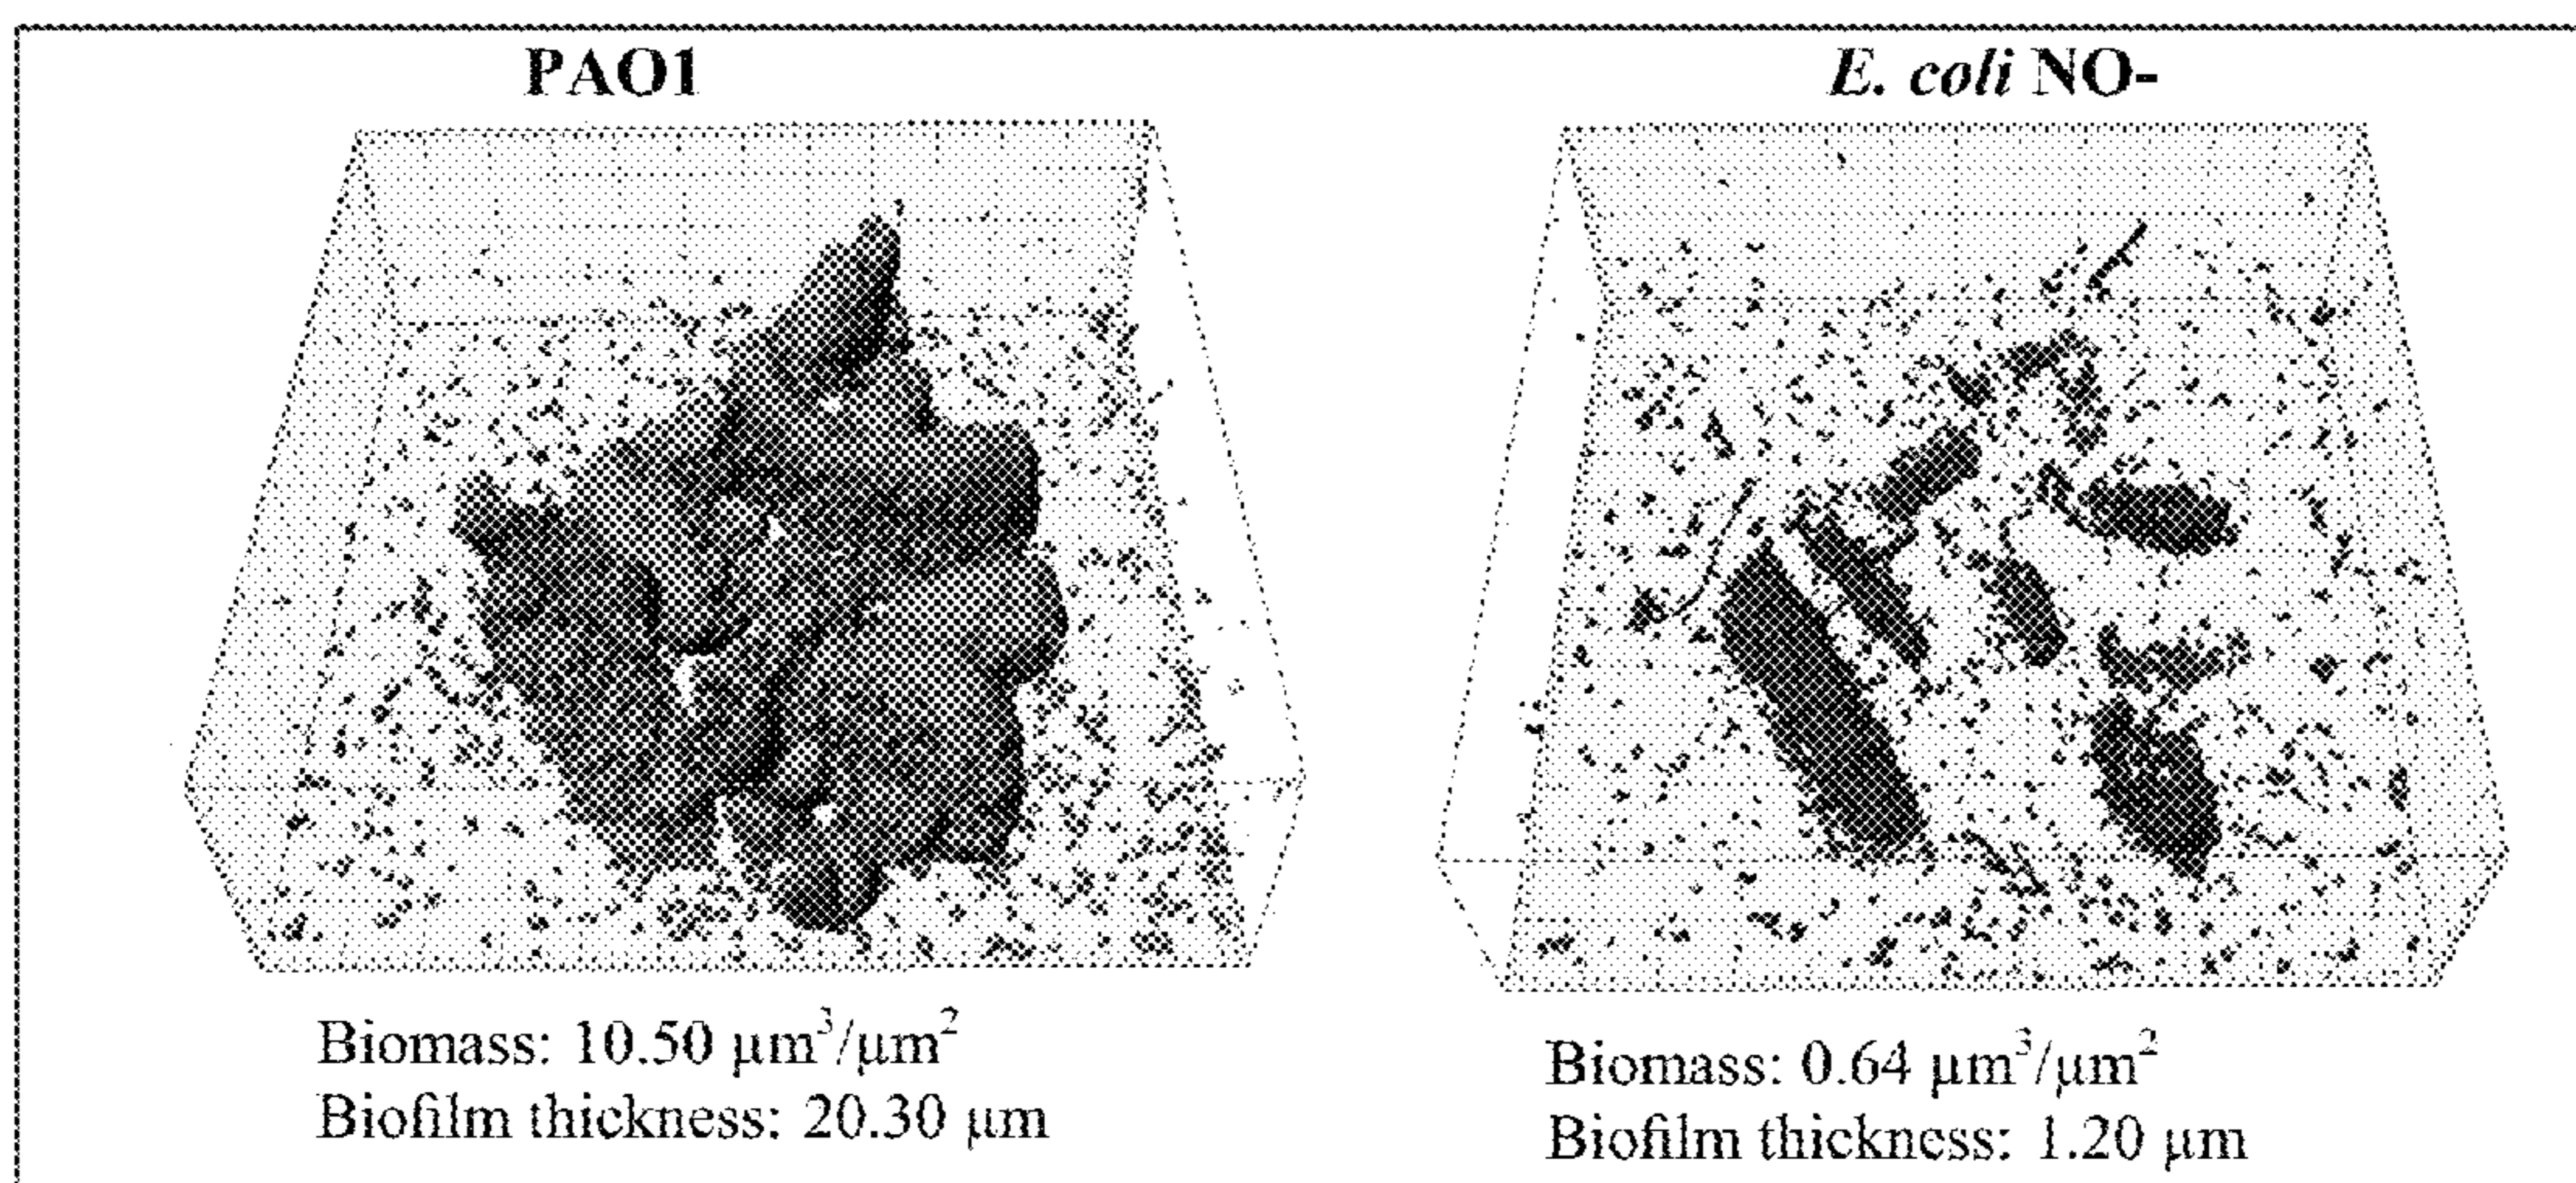 PAO1
E. coli NO-
Biomass: 10.50 µm³/µm²
Biofilm thickness: 20.30 µm
Biomass: 0.64 µm³/µm²
Biofilm thickness: 1.20 µm